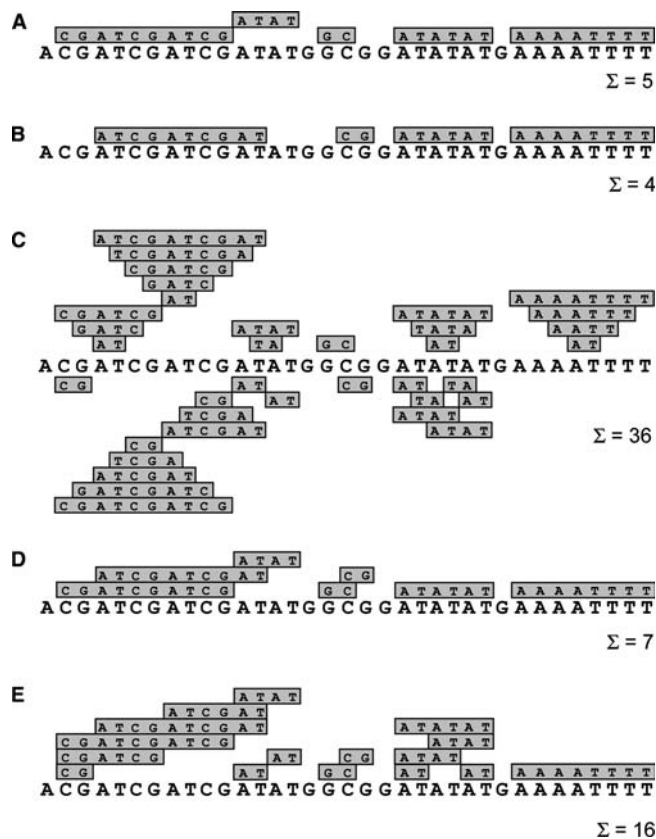 A ATAT
CGATCGATCG GC ATATAT AAAATTTT
ACGATCGATCGATATGGCGGATATATGAAAATTTT
Σ = 5
B ATCGATCGAT CG ATATAT AAAATTTT
ACGATCGATCGATATGGCGGATATATGAAAATTTT
Σ = 4
C ATCGATCGAT
TCGATCGA
CGATCG
GATC
AT AAAATTTT
CGATCG ATATAT AAATTT
GATC ATAT TATA AATT
AT TA GC AT AT
ACGATCGATCGATATGGCGGATATATGAAAATTTT
CG AT CG AT TA
CG AT TA AT
TCGA ATAT
ATCGAT ATAT
Σ = 36
CG
TCGA
ATCGAT
GATCGATC
CGATCGATCG
D ATAT
ATCGATCGAT CG
CGATCGATCG GC ATATAT AAAATTTT
ACGATCGATCGATATGGCGGATATATGAAAATTTT
Σ = 7
E ATAT
ATCGAT
ATCGATCGAT ATATAT
CGATCGATCG ATAT
CGATCG AT CG ATAT
CG AT GC AT AT AAAATTTT
ACGATCGATCGATATGGCGGATATATGAAAATTTT
Σ = 16